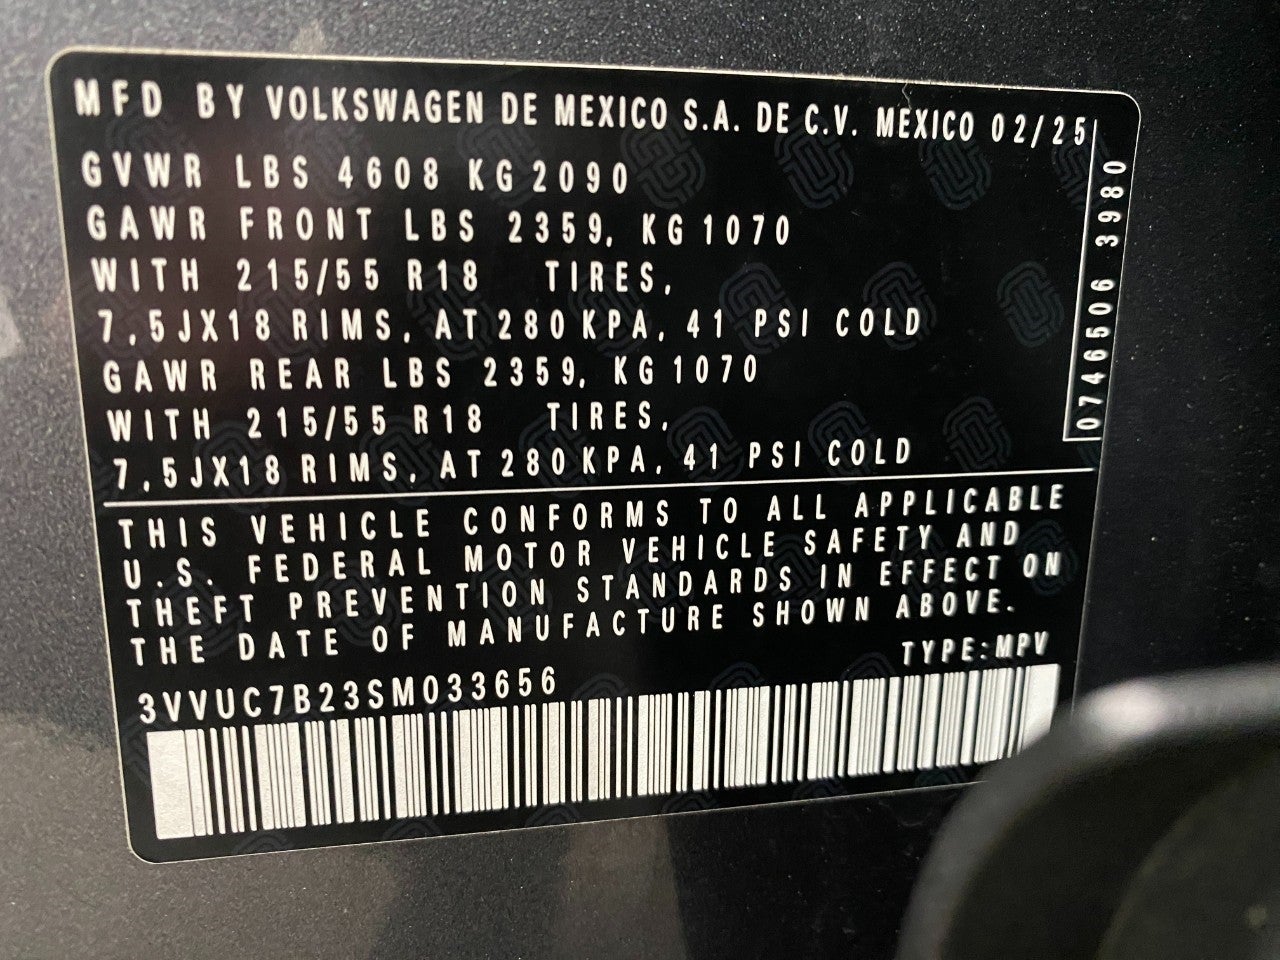 MFD BY VOLKSWAGEN DE MEXICO S.A. DE C.V. MEXICO 02/25
GVWR LBS 4608 KG 2090
GAWR FRONT LBS 2359, KG 1070
WITH 215/55 R18 TIRES,
7,5JX18 RIMS, AT 280 KPA, 41 PSI COLD
GAWR REAR LBS 2359, KG 1070
WITH 215/55 R18 TIRES,
7,5JX18 RIMS, AT 280 KPA, 41 PSI COLD
0746506 3980
THIS VEHICLE CONFORMS TO ALL APPLICABLE
U.S. FEDERAL MOTOR VEHICLE SAFETY AND
THEFT PREVENTION STANDARDS IN EFFECT ON
THE DATE OF MANUFACTURE SHOWN ABOVE.
TYPE:MPV
3VVUC7B23SM033656